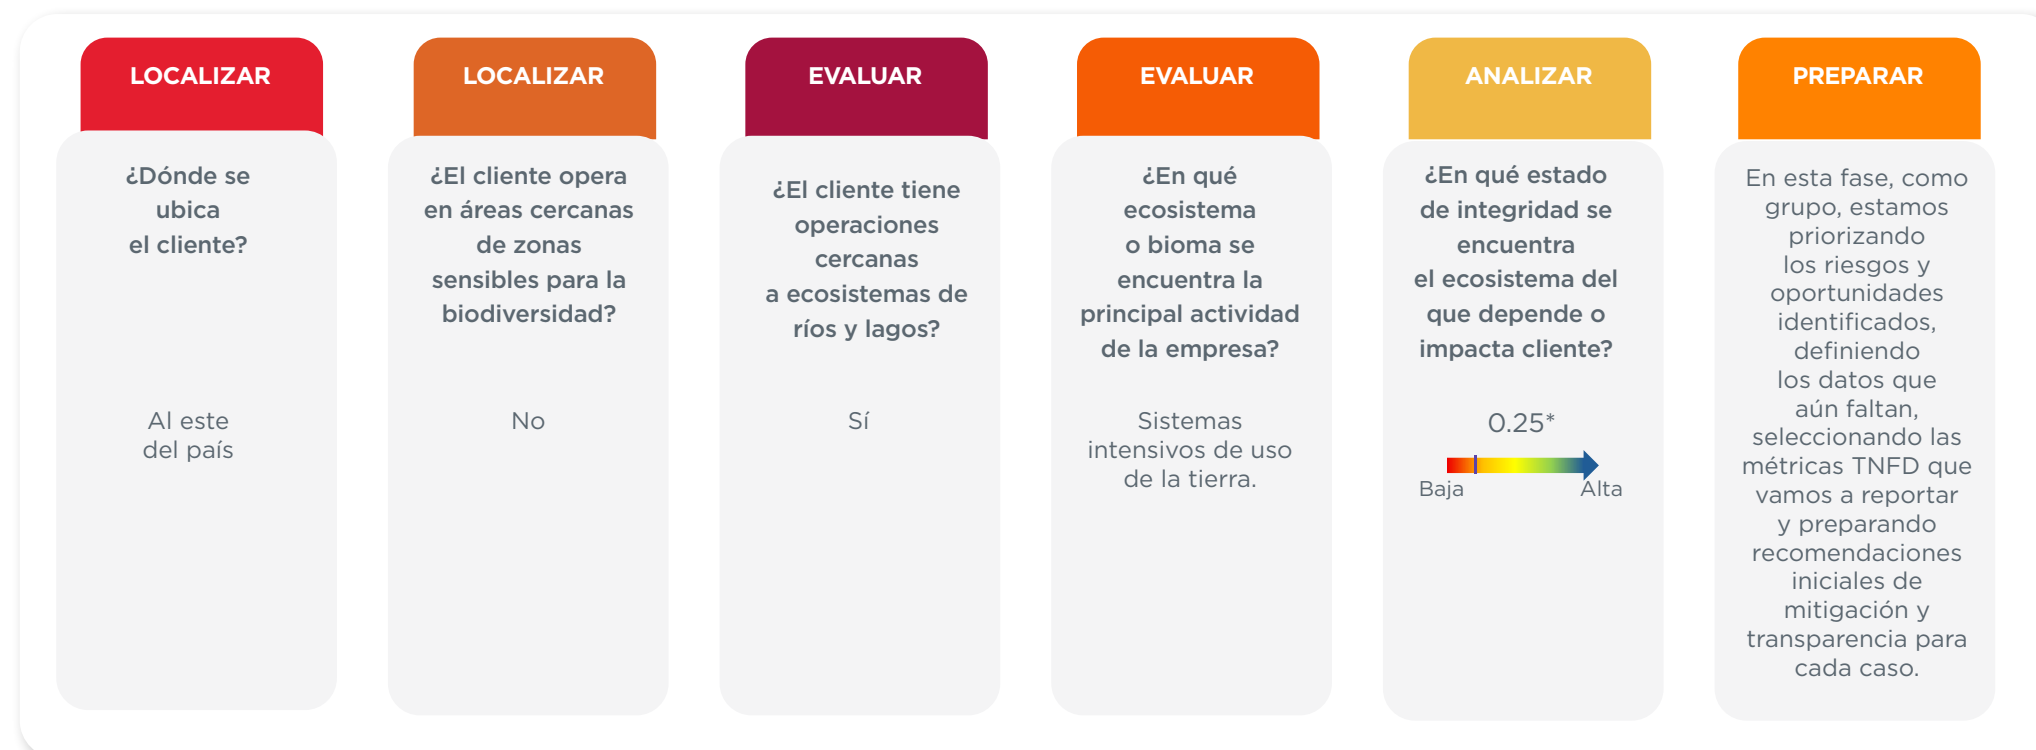 LOCALIZAR
¿Dónde se
ubica
el cliente?
Al este
del país
LOCALIZAR
¿El cliente opera
en áreas cercanas
de zonas
sensibles para la
biodiversidad?
No
EVALUAR
¿El cliente tiene
operaciones
cercanas
a ecosistemas de
ríos y lagos?
Sí
EVALUAR
¿En qué
ecosistema
o bioma se
encuentra la
principal actividad
de la empresa?
Sistemas
intensivos de uso
de la tierra.
ANALIZAR
¿En qué estado
de integridad se
encuentra
el ecosistema del
que depende o
impacta cliente?
0.25*
Baja Alta
PREPARAR
En esta fase, como
grupo, estamos
priorizando
los riesgos y
oportunidades
identificados,
definiendo
los datos que
aún faltan,
seleccionando las
métricas TNFD que
vamos a reportar
y preparando
recomendaciones
iniciales de
mitigación y
transparencia para
cada caso.